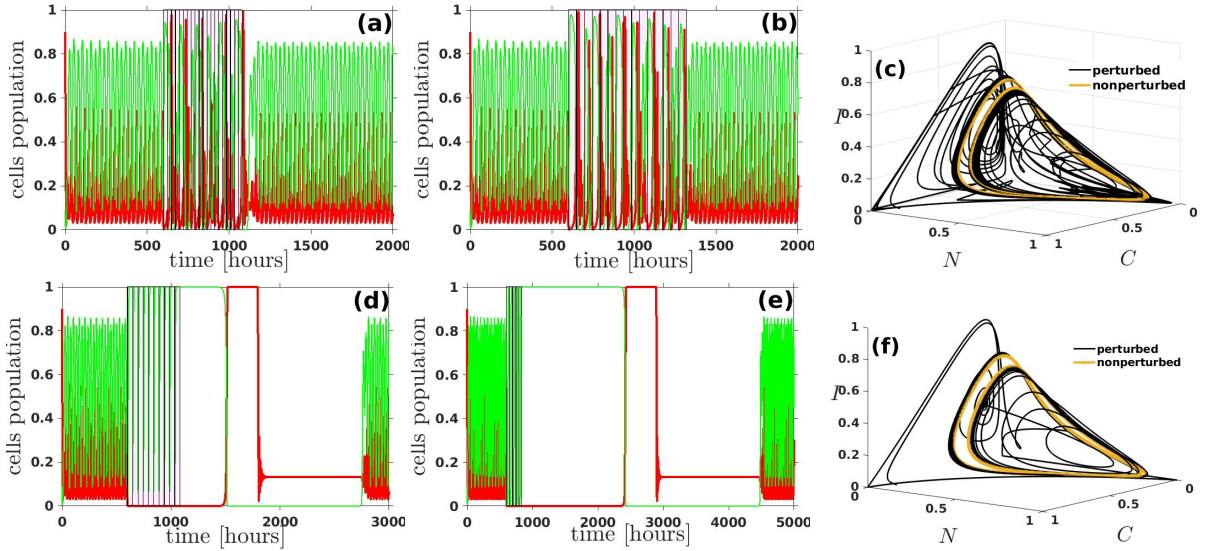 (a)
1
0.8
0.6
0.4
0.2
0
cells population
0 500 1000 1500 2000
time [hours]
(b)
1
0.8
0.6
0.4
0.2
0
cells population
0 500 1000 1500 2000
time [hours]
(c)
perturbed
nonperturbed
1
0.8
0.6
0.4
0.2
0
I
0 0.5 1
N
1 0.5 0
C
(d)
1
0.8
0.6
0.4
0.2
0
cells population
0 1000 2000 3000
time [hours]
(e)
1
0.8
0.6
0.4
0.2
0
cells population
0 1000 2000 3000 4000 5000
time [hours]
(f)
perturbed
nonperturbed
1
0.8
0.6
0.4
0.2
0
I
0 0.5 1
N
1 0.5 0
C